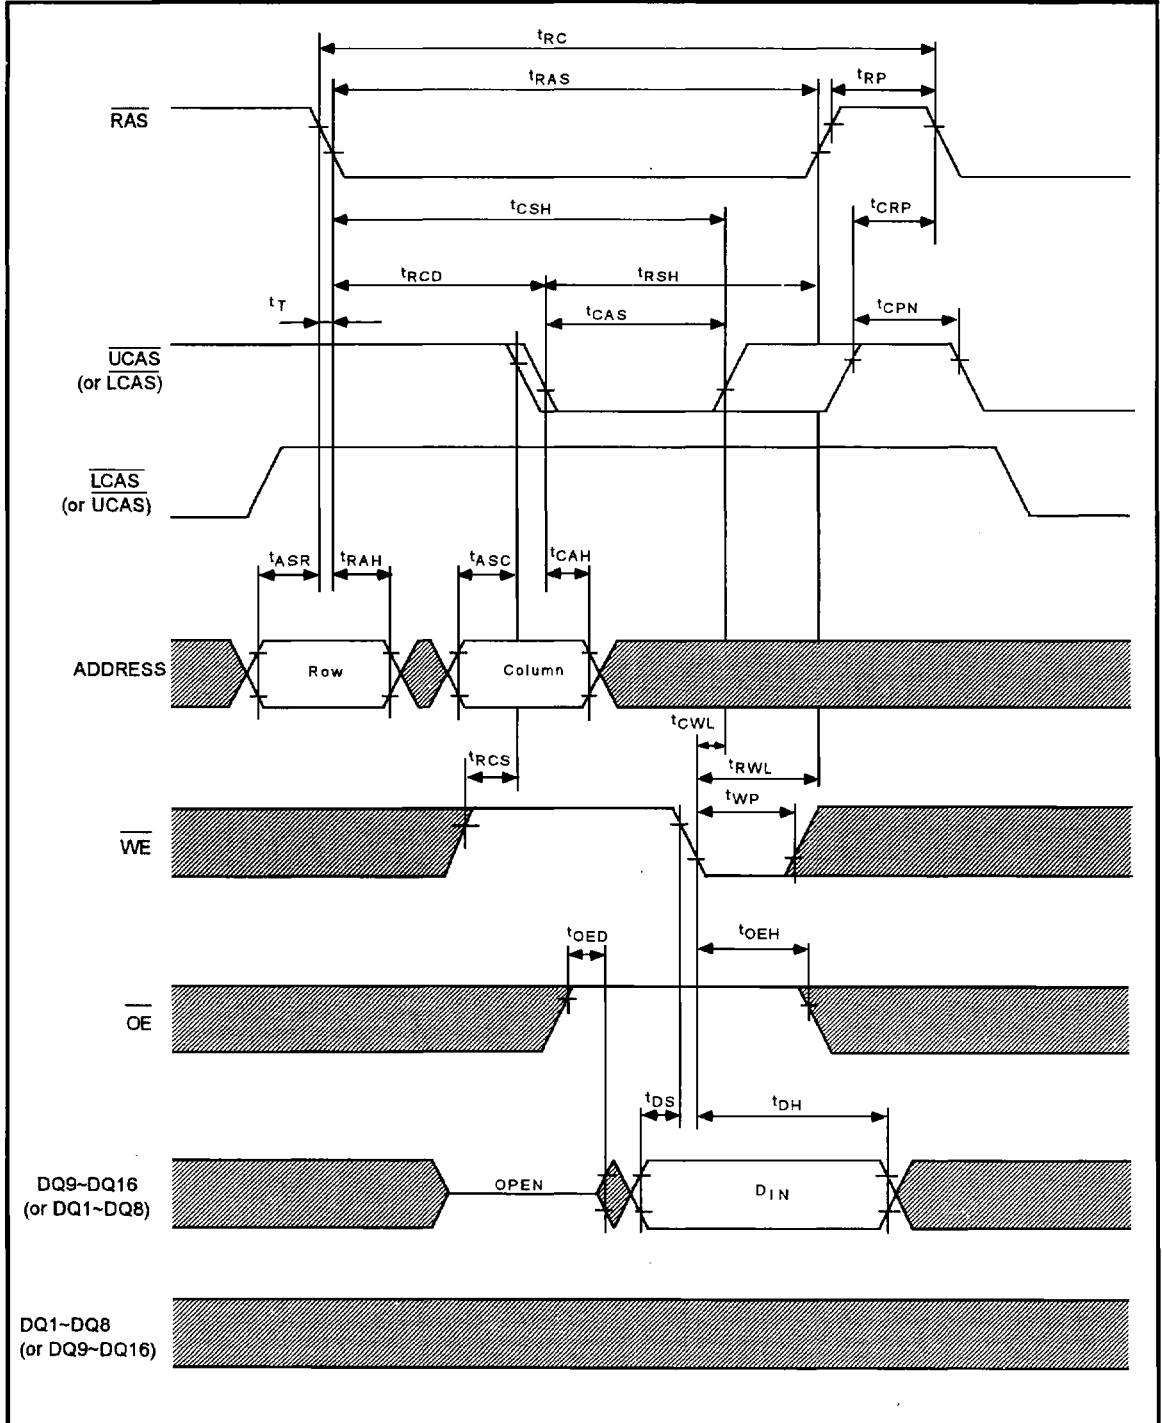 tRC
tRAS
tRP
RAS
tCSH
tCRP
tRCD
tRSH
tT
tCAS
tCPN
UCAS
(or LCAS)
LCAS
(or UCAS)
tASR
tRAH
tASC
tCAH
ADDRESS
Row
Column
tCWL
tRCS
tRWL
tWP
WE
tOED
tOEH
OE
tDS
tDH
DQ9~DQ16
(or DQ1~DQ8)
OPEN
DIN
DQ1~DQ8
(or DQ9~DQ16)